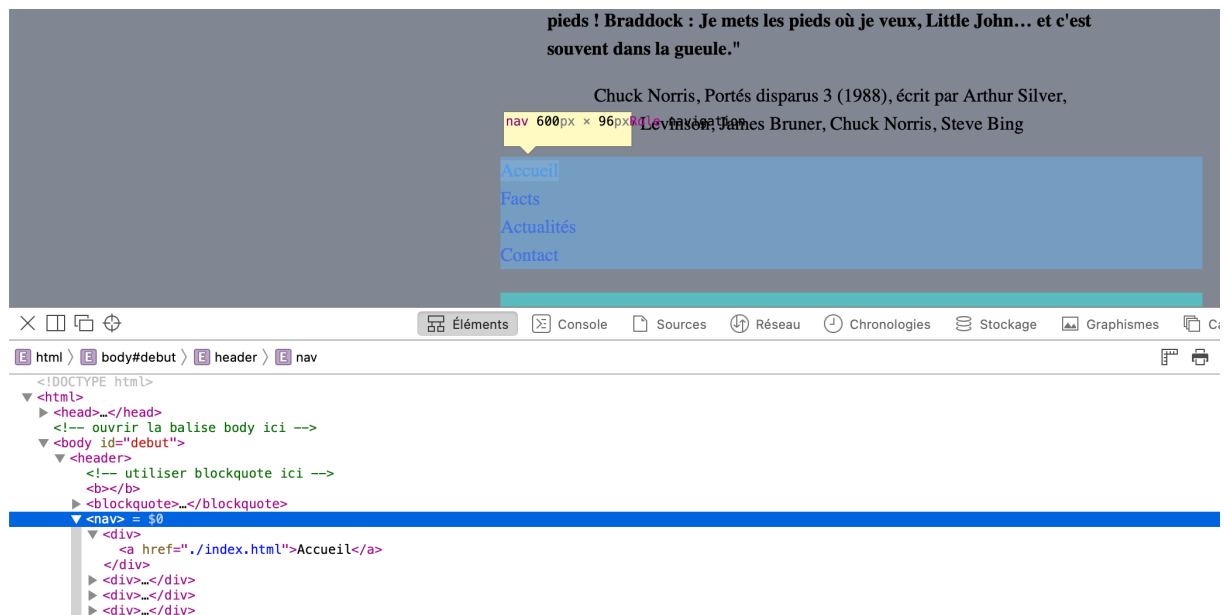 pieds ! Braddock : Je mets les pieds où je veux, Little John… et c'est
souvent dans la gueule."
Chuck Norris, Portés disparus 3 (1988), écrit par Arthur Silver,
Levinson, James Bruner, Chuck Norris, Steve Bing
nav 600px × 96pxRole navigation
Accueil
Facts
Actualités
Contact
Éléments Console Sources Réseau Chronologies Stockage Graphismes Ca
E html E body#debut E header E nav
<!DOCTYPE html>
<html>
<head>…</head>
<!-- ouvrir la balise body ici -->
<body id="debut">
<header>
<!-- utiliser blockquote ici -->
<b></b>
<blockquote>…</blockquote>
<nav> = $0
<div>
<a href="./index.html">Accueil</a>
</div>
<div>…</div>
<div>…</div>
<div>…</div>